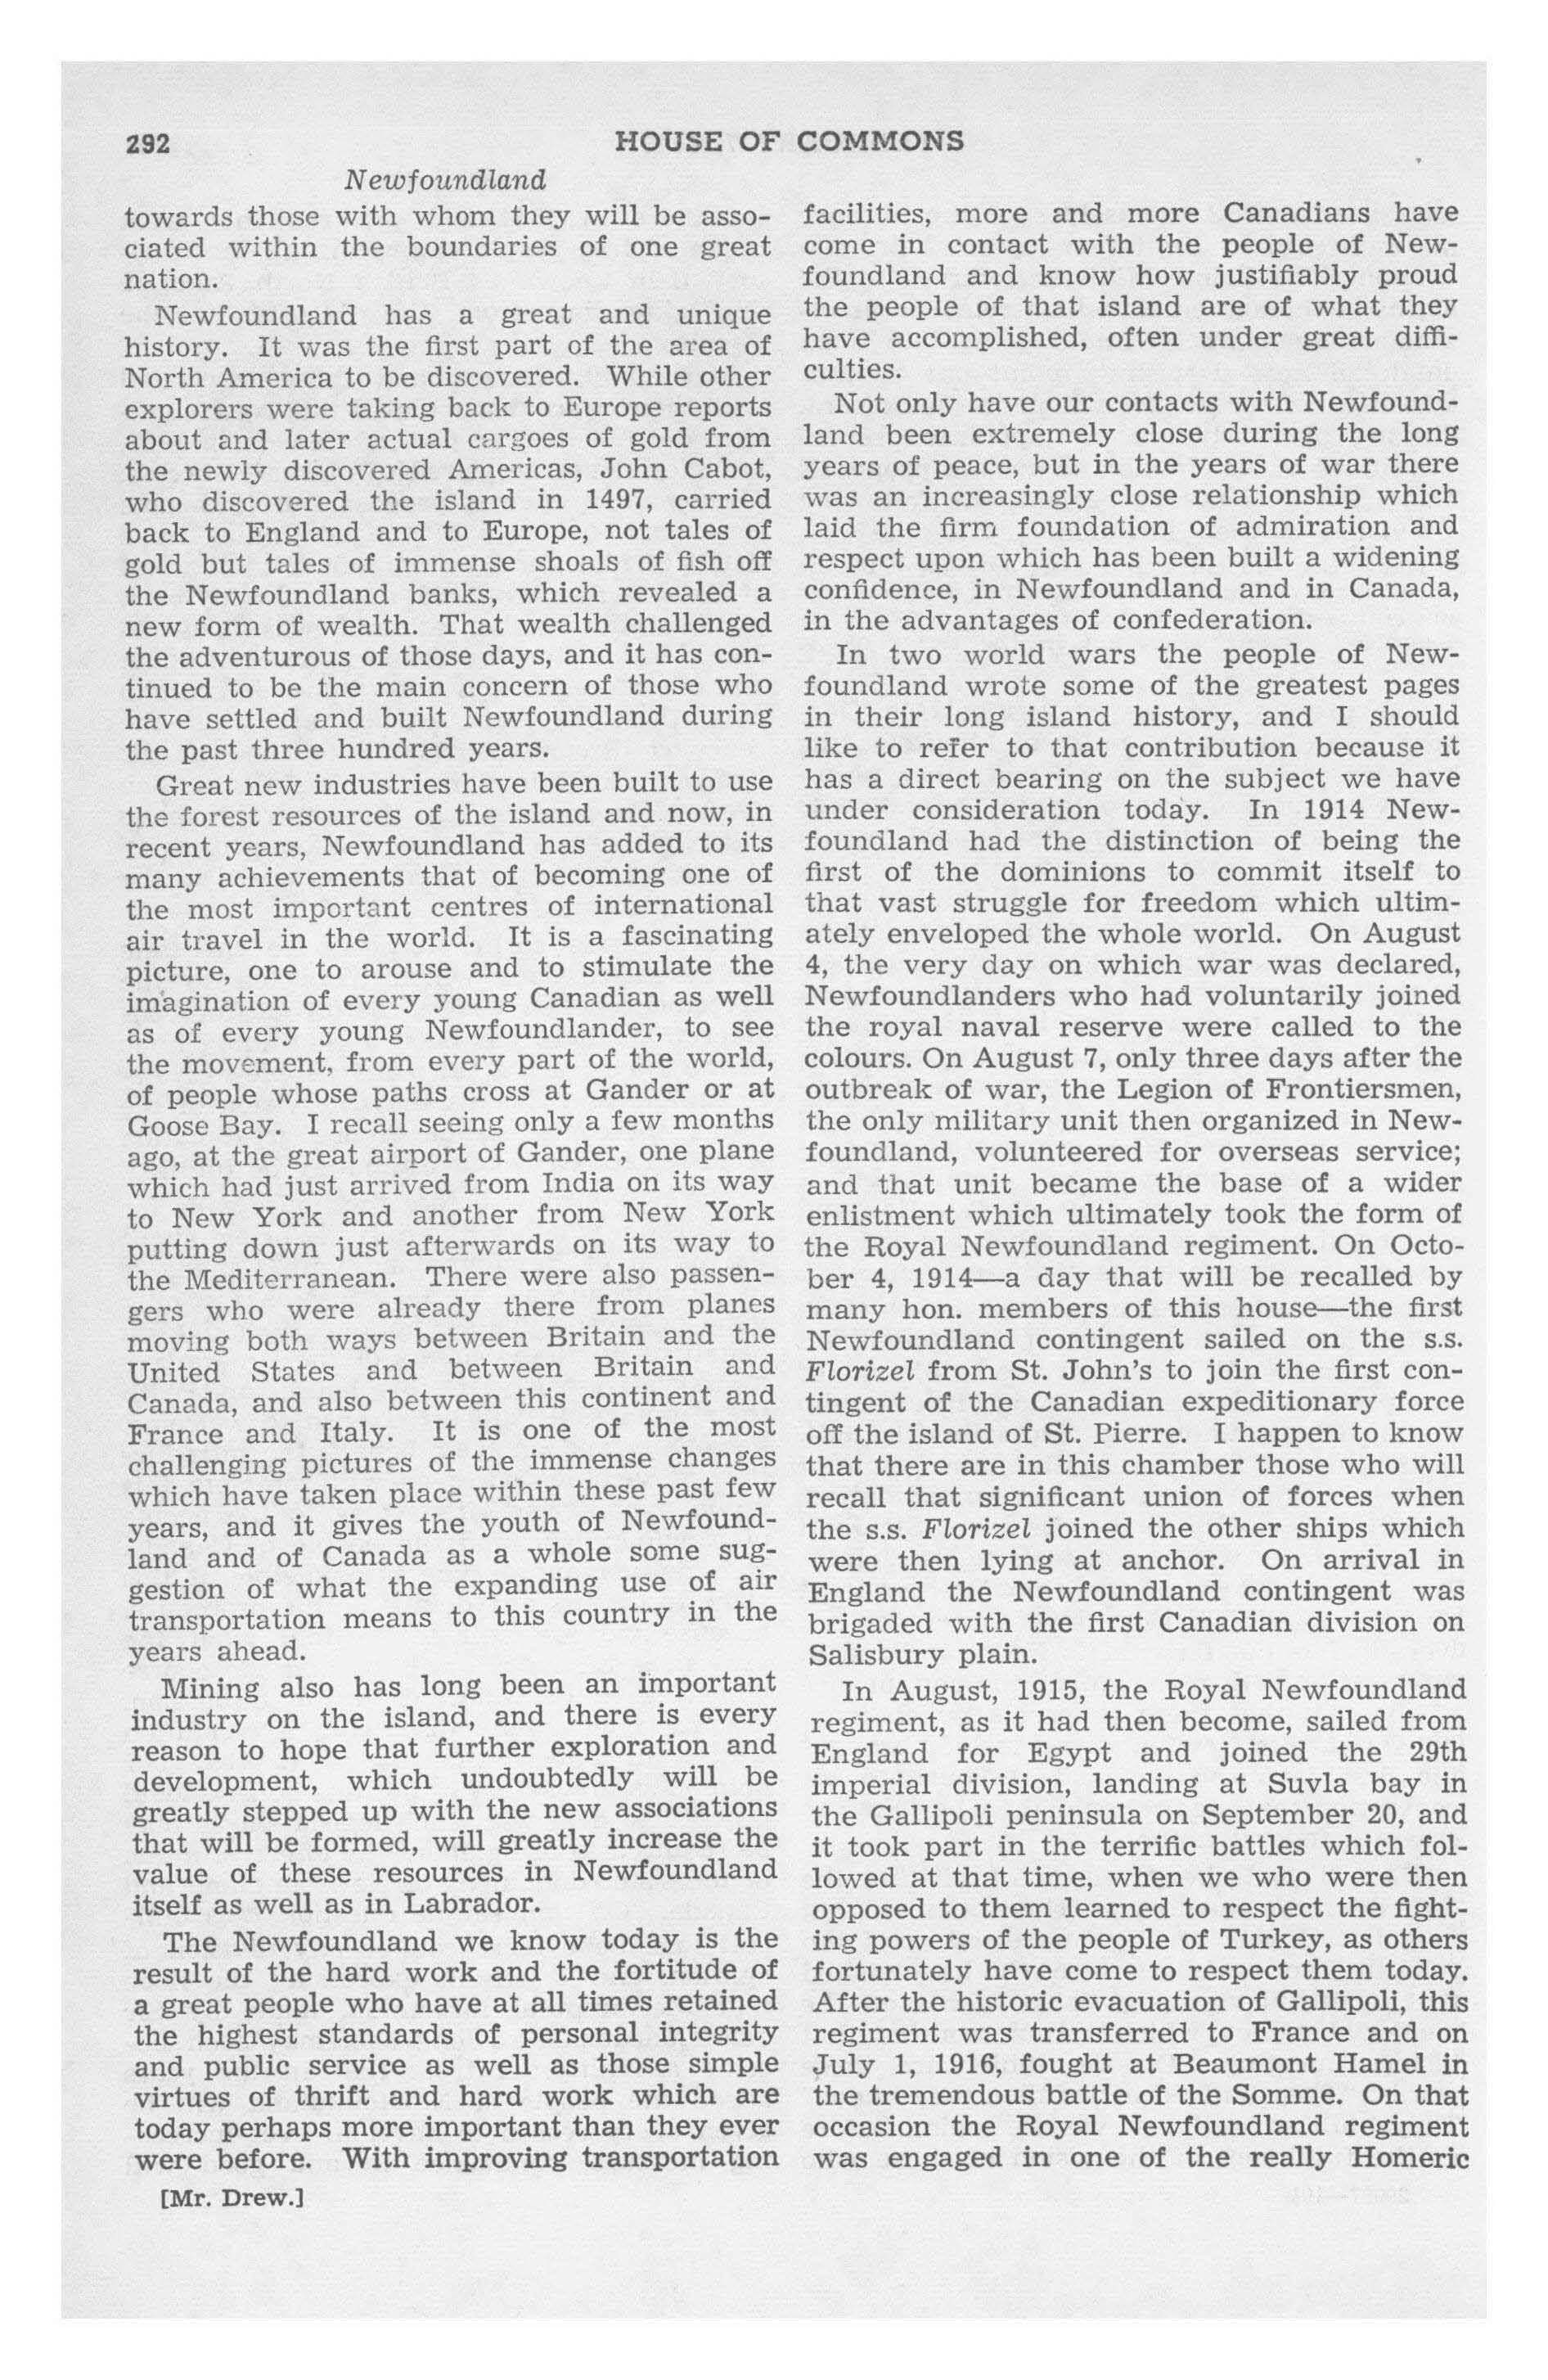 292
HOUSE OF COMMONS
Newfoundland
towards those with whom they will be asso-
ciated within the boundaries of one great
nation.
Newfoundland has a great and unique
history. It was the first part of the area of
North America to be discovered. While other
explorers were taking back to Europe reports
about and later actual cargoes of gold from
the newly discovered Americas, John Cabot,
who discovered the island in 1497, carried
back to England and to Europe, not tales of
gold but tales of immense shoals of fish off
the Newfoundland banks, which revealed a
new form of wealth. That wealth challenged
the adventurous of those days, and it has con-
tinued to be the main concern of those who
have settled and built Newfoundland during
the past three hundred years.
Great new industries have been built to use
the forest resources of the island and now, in
recent years, Newfoundland has added to its
many achievements that of becoming one of
the most important centres of international
air travel in the world. It is a fascinating
picture, one to arouse and to stimulate the
imagination of every young Canadian as well
as of every young Newfoundlander, to see
the movement, from every part of the world,
of people whose paths cross at Gander or at
Goose Bay. I recall seeing only a few months
ago, at the great airport of Gander, one plane
which had just arrived from India on its way
to New York and another from New York
putting down just afterwards on its way to
the Mediterranean. There were also passen-
gers who were already there from planes
moving both ways between Britain and the
United States and between Britain and
Canada, and also between this continent and
France and Italy. It is one of the most
challenging pictures of the immense changes
which have taken place within these past few
years, and it gives the youth of Newfound-
land and of Canada as a whole some sug-
gestion of what the expanding use of air
transportation means to this country in the
years ahead.
Mining also has long been an important
industry on the island, and there is every
reason to hope that further exploration and
development, which undoubtedly will be
greatly stepped up with the new associations
that will be formed, will greatly increase the
value of these resources in Newfoundland
itself as well as in Labrador.
The Newfoundland we know today is the
result of the hard work and the fortitude of
a great people who have at all times retained
the highest standards of personal integrity
and public service as well as those simple
virtues of thrift and hard work which are
today perhaps more important than they ever
were before. With improving transportation
[Mr. Drew.]
facilities, more and more Canadians have
come in contact with the people of New-
foundland and know how justifiably proud
the people of that island are of what they
have accomplished, often under great diffi-
culties.
Not only have our contacts with Newfound-
land been extremely close during the long
years of peace, but in the years of war there
was an increasingly close relationship which
laid the firm foundation of admiration and
respect upon which has been built a widening
confidence, in Newfoundland and in Canada,
in the advantages of confederation.
In two world wars the people of New-
foundland wrote some of the greatest pages
in their long island history, and I should
like to refer to that contribution because it
has a direct bearing on the subject we have
under consideration today. In 1914 New-
foundland had the distinction of being the
first of the dominions to commit itself to
that vast struggle for freedom which ultim-
ately enveloped the whole world. On August
4, the very day on which war was declared,
Newfoundlanders who had voluntarily joined
the royal naval reserve were called to the
colours. On August 7, only three days after the
outbreak of war, the Legion of Frontiersmen,
the only military unit then organized in New-
foundland, volunteered for overseas service;
and that unit became the base of a wider
enlistment which ultimately took the form of
the Royal Newfoundland regiment. On Octo-
ber 4, 1914—a day that will be recalled by
many hon. members of this house—the first
Newfoundland contingent sailed on the s.s.
Florizel from St. John's to join the first con-
tingent of the Canadian expeditionary force
off the island of St. Pierre. I happen to know
that there are in this chamber those who will
recall that significant union of forces when
the s.s. Florizel joined the other ships which
were then lying at anchor. On arrival in
England the Newfoundland contingent was
brigaded with the first Canadian division on
Salisbury plain.
In August, 1915, the Royal Newfoundland
regiment, as it had then become, sailed from
England for Egypt and joined the 29th
imperial division, landing at Suvla bay in
the Gallipoli peninsula on September 20, and
it took part in the terrific battles which fol-
lowed at that time, when we who were then
opposed to them learned to respect the fight-
ing powers of the people of Turkey, as others
fortunately have come to respect them today.
After the historic evacuation of Gallipoli, this
regiment was transferred to France and on
July 1, 1916, fought at Beaumont Hamel in
the tremendous battle of the Somme. On that
occasion the Royal Newfoundland regiment
was engaged in one of the really Homeric